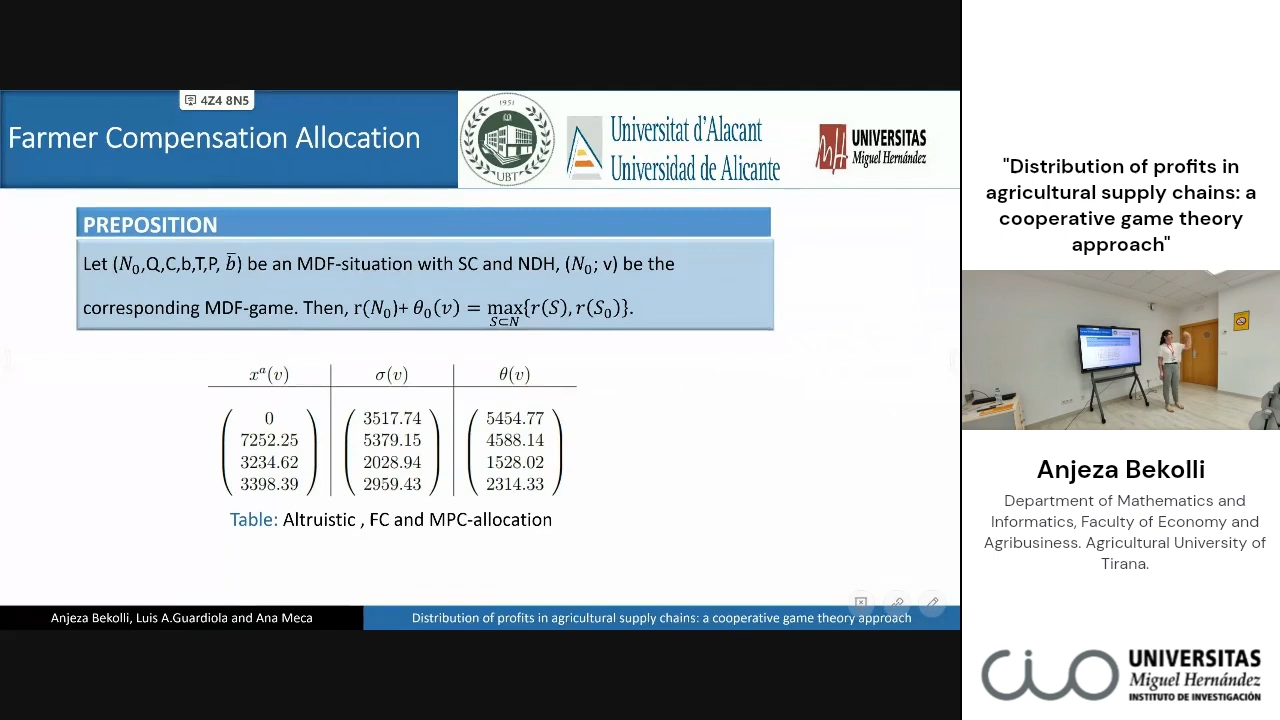 4Z4 8N5
Farmer Compensation Allocation
1951
UBT
Universitat d'Alacant
Universidad de Alicante
UNIVERSITAS
Miguel Hernández
PREPOSITION
Let (N₀,Q,C,b,T,P, b̄) be an MDF-situation with SC and NDH, (N₀; v) be the
corresponding MDF-game. Then, r(N₀)+ θ₀(v) = max{r(S), r(S₀)}.
S⊂N
xᵃ(v) σ(v) θ(v)
0 3517.74 5454.77
7252.25 5379.15 4588.14
3234.62 2028.94 1528.02
3398.39 2959.43 2314.33
Table: Altruistic , FC and MPC-allocation
Anjeza Bekolli, Luis A.Guardiola and Ana Meca
Distribution of profits in agricultural supply chains: a cooperative game theory approach
"Distribution of profits in
agricultural supply chains: a
cooperative game theory
approach"
Anjeza Bekolli
Department of Mathematics and
Informatics, Faculty of Economy and
Agribusiness. Agricultural University of
Tirana.
CIO
UNIVERSITAS
Miguel Hernández
INSTITUTO DE INVESTIGACIÓN